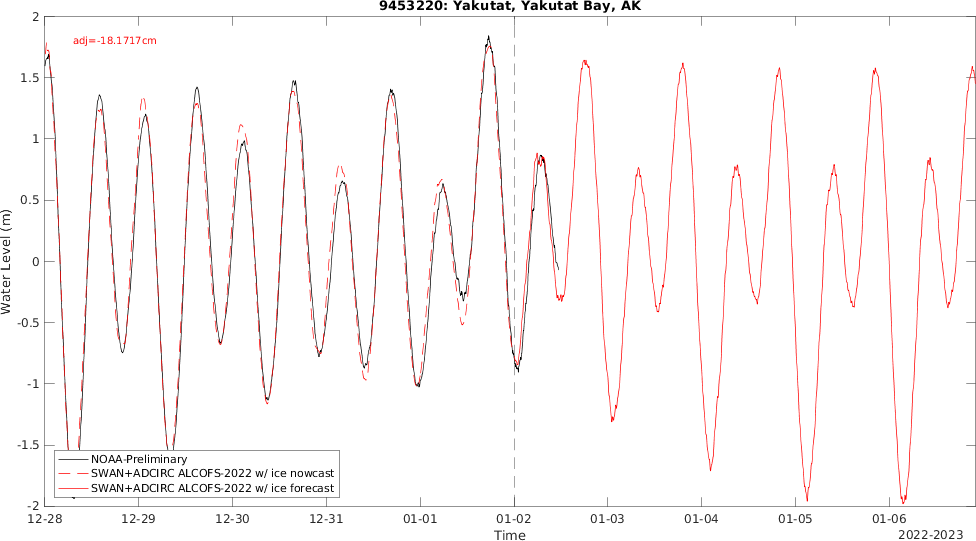 9453220: Yakutat, Yakutat Bay, AK
adj=-18.1717cm
Water Level (m)
2
1.5
1
0.5
0
-0.5
-1
-1.5
-2
NOAA-Preliminary
SWAN+ADCIRC ALCOFS-2022 w/ ice nowcast
SWAN+ADCIRC ALCOFS-2022 w/ ice forecast
12-28 12-29 12-30 12-31 01-01 01-02 01-03 01-04 01-05 01-06
Time
2022-2023